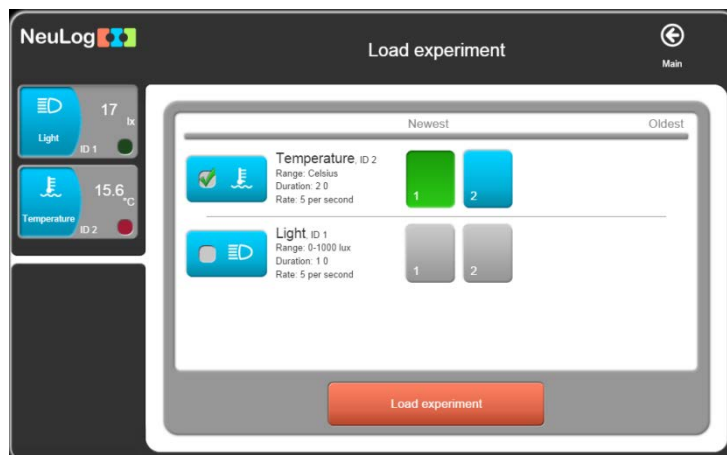 NeuLog
Load experiment
Main
17
lx
Light
ID 1
15.6
°C
Temperature
ID 2
Newest
Oldest
Temperature, ID 2
Range: Celsius
Duration: 2 0
Rate: 5 per second
1
2
Light, ID 1
Range: 0-1000 lux
Duration: 1 0
Rate: 5 per second
1
2
Load experiment